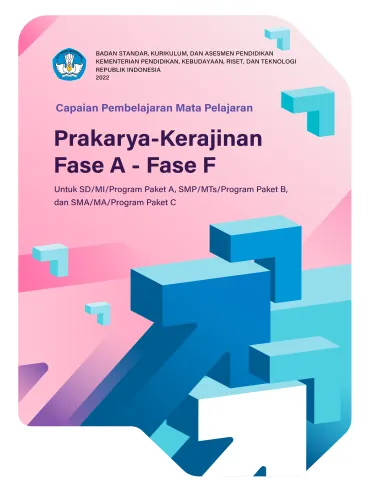 BADAN STANDAR, KURIKULUM, DAN ASESMEN PENDIDIKAN
KEMENTERIAN PENDIDIKAN, KEBUDAYAAN, RISET, DAN TEKNOLOGI
REPUBLIK INDONESIA
2022
Capaian Pembelajaran Mata Pelajaran
Prakarya-Kerajinan
Fase A - Fase F
Untuk SD/MI/Program Paket A, SMP/MTs/Program Paket B,
dan SMA/MA/Program Paket C